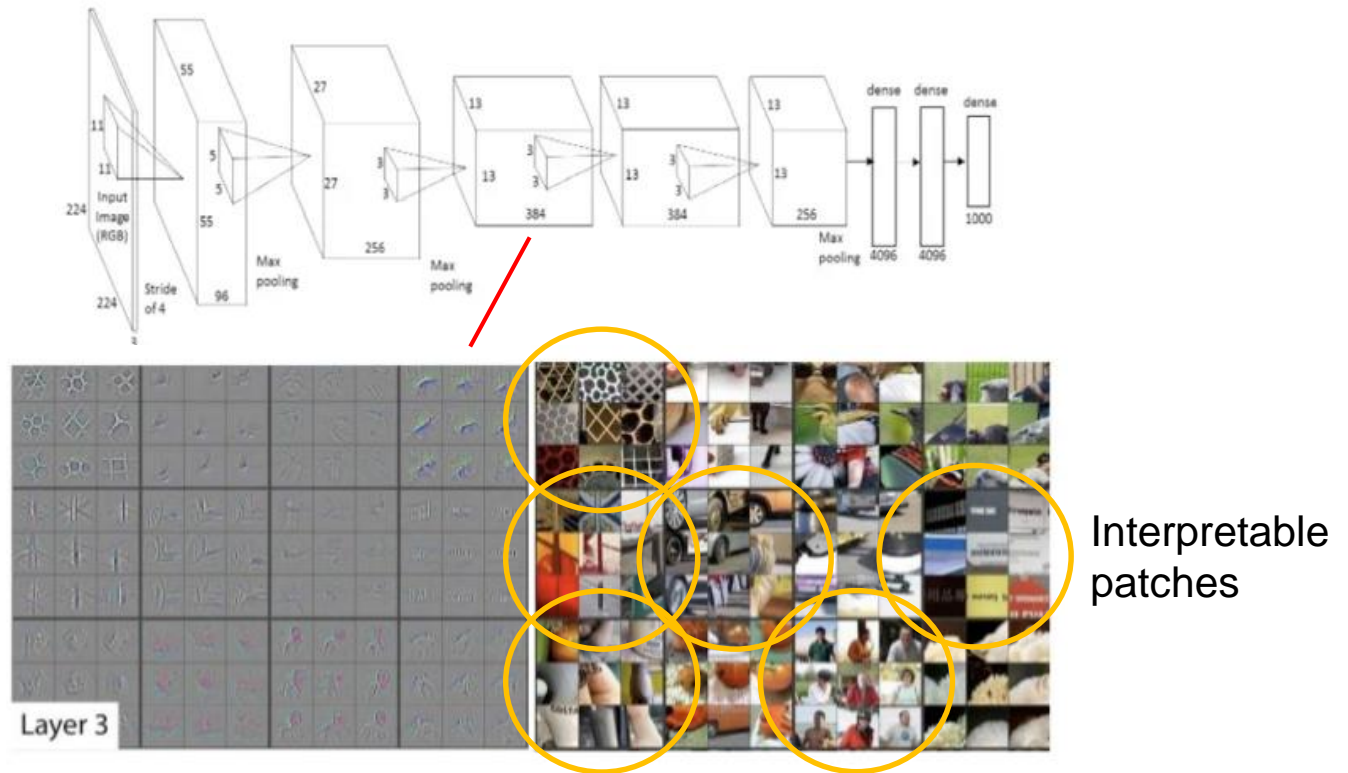 55
27
13
13
13
dense
dense
dense
11
5
3
3
3
11
5
3
3
3
13
13
13
27
Input
Image
(RGB)
224
55
384
384
256
1000
256
Max
pooling
Max
pooling
Max
pooling
4096
4096
224
Stride
of 4
96
3
Interpretable
patches
Layer 3